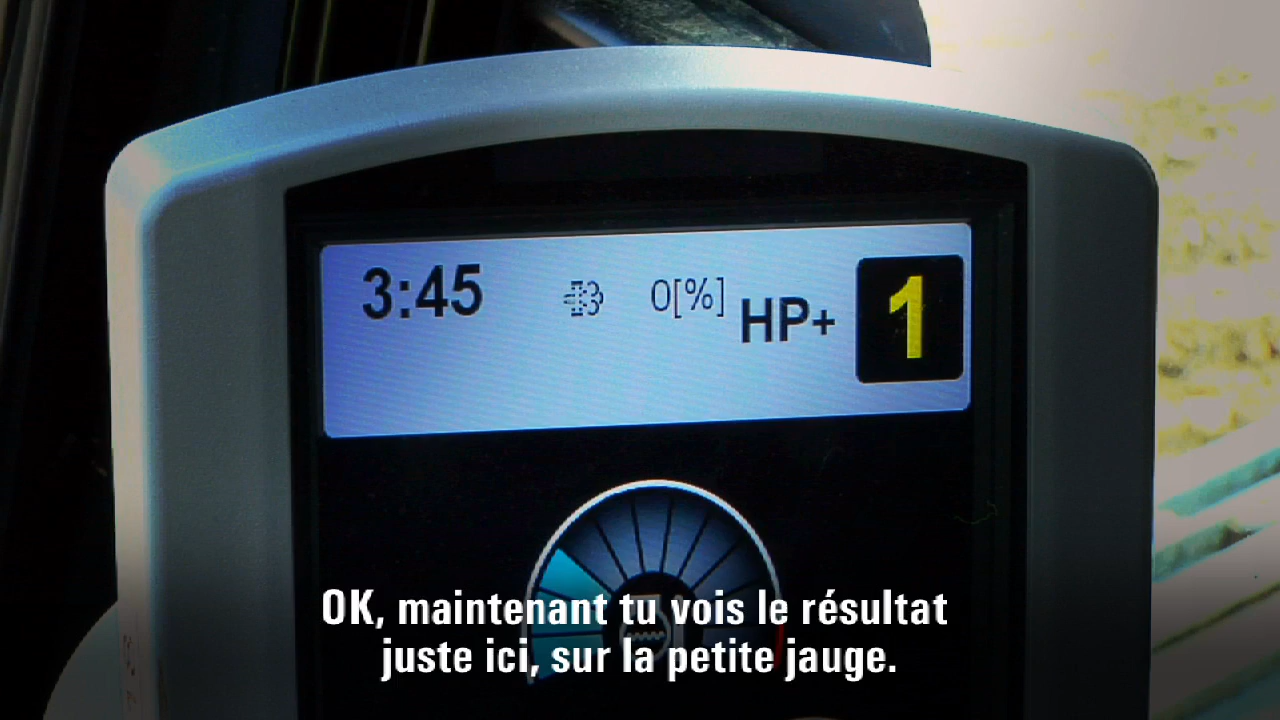 3:45 0[%] HP+ 1
OK, maintenant tu vois le résultat
juste ici, sur la petite jauge.